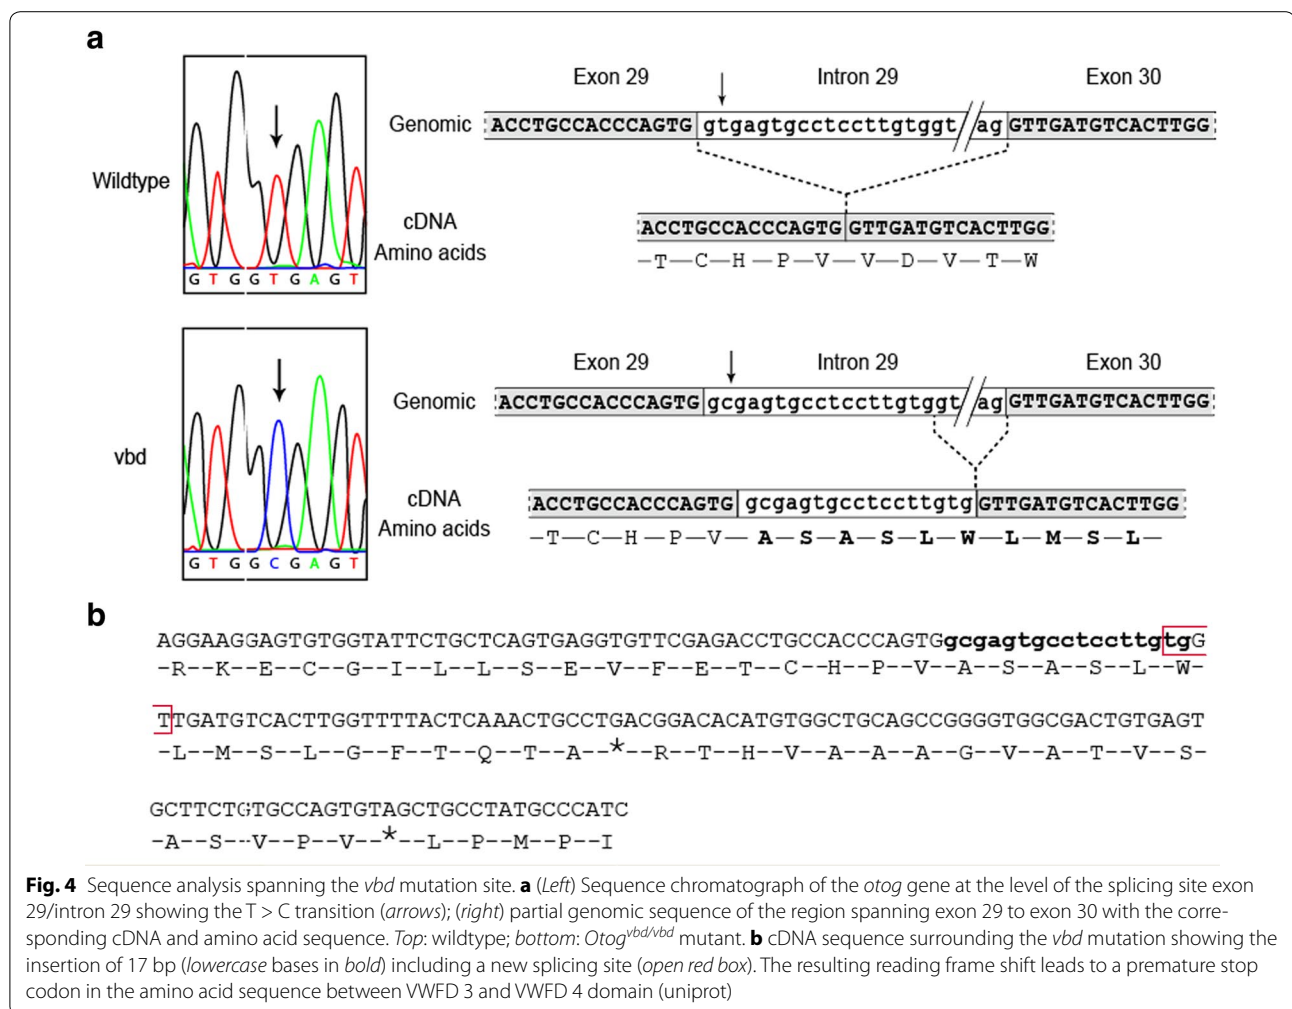 a
Exon 29 Intron 29 Exon 30
Genomic ACCTGCCACCCAGTG gtgagtgcctccttgtggt ag GTTGATGTCACTTGG
Wildtype
cDNA ACCTGCCACCCAGTG GTTGATGTCACTTGG
Amino acids —T—C—H—P—V—V—D—V—T—W
G T G G T G A G T
Exon 29 Intron 29 Exon 30
Genomic ACCTGCCACCCAGTG gcgagtgcctccttgtggt ag GTTGATGTCACTTGG
vbd
cDNA ACCTGCCACCCAGTG gcgagtgcctccttgtg GTTGATGTCACTTGG
Amino acids —T—C—H—P—V—A—S—A—S—L—W—L—M—S—L—
G T G G C G A G T
b
AGGAAGGAGTGTGGTATTCTGCTCAGTGAGGTGTTCGAGACCTGCCACCCAGTGgcgagtgcctccttgtgG
-R--K--E--C--G--I--L--L--S--E--V--F--E--T--C--H--P--V--A--S--A--S--L--W-
TTGATGTCACTTGGTTTTACTCAAACTGCCTGACGGACACATGTGGCTGCAGCCGGGGTGGCGACTGTGAGT
-L--M--S--L--G--F--T--Q--T--A--*--R--T--H--V--A--A--A--G--V--A--T--V--S-
GCTTCTGTGCCAGTGTAGCTGCCTATGCCCATC
-A--S--V--P--V--*--L--P--M--P--I
Fig. 4 Sequence analysis spanning the vbd mutation site. a (Left) Sequence chromatograph of the otog gene at the level of the splicing site exon
29/intron 29 showing the T > C transition (arrows); (right) partial genomic sequence of the region spanning exon 29 to exon 30 with the corre-
sponding cDNA and amino acid sequence. Top: wildtype; bottom: Otog^vbd/vbd mutant. b cDNA sequence surrounding the vbd mutation showing the
insertion of 17 bp (lowercase bases in bold) including a new splicing site (open red box). The resulting reading frame shift leads to a premature stop
codon in the amino acid sequence between VWFD 3 and VWFD 4 domain (uniprot)